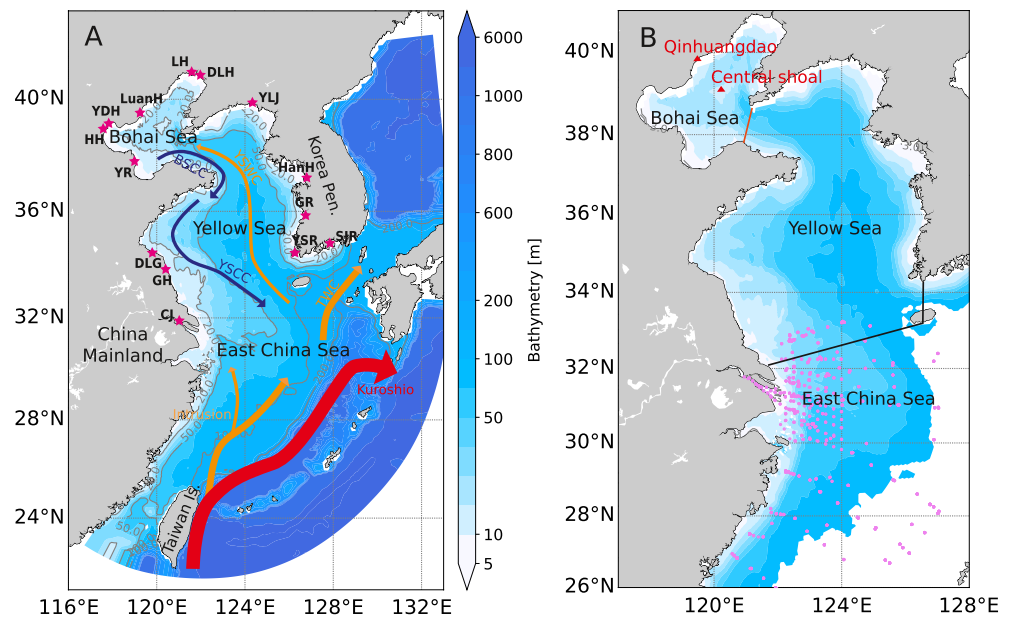 A
LH
DLH
LuanH
YLJ
YDH
HH
Bohai Sea
YR
BSCC
Korea Pen.
HanH
GR
YSR
SJR
Yellow Sea
DLG
GH
YSCC
CJ
China
Mainland
East China Sea
Kuroshio
Intrusion
Taiwan Is.
40°N
36°N
32°N
28°N
24°N
116°E
120°E
124°E
128°E
132°E
6000
1000
800
600
200
100
50
10
5
Bathymetry [m]
B
Qinhuangdao
Central shoal
Bohai Sea
Yellow Sea
East China Sea
40°N
38°N
36°N
34°N
32°N
30°N
28°N
26°N
120°E
124°E
128°E